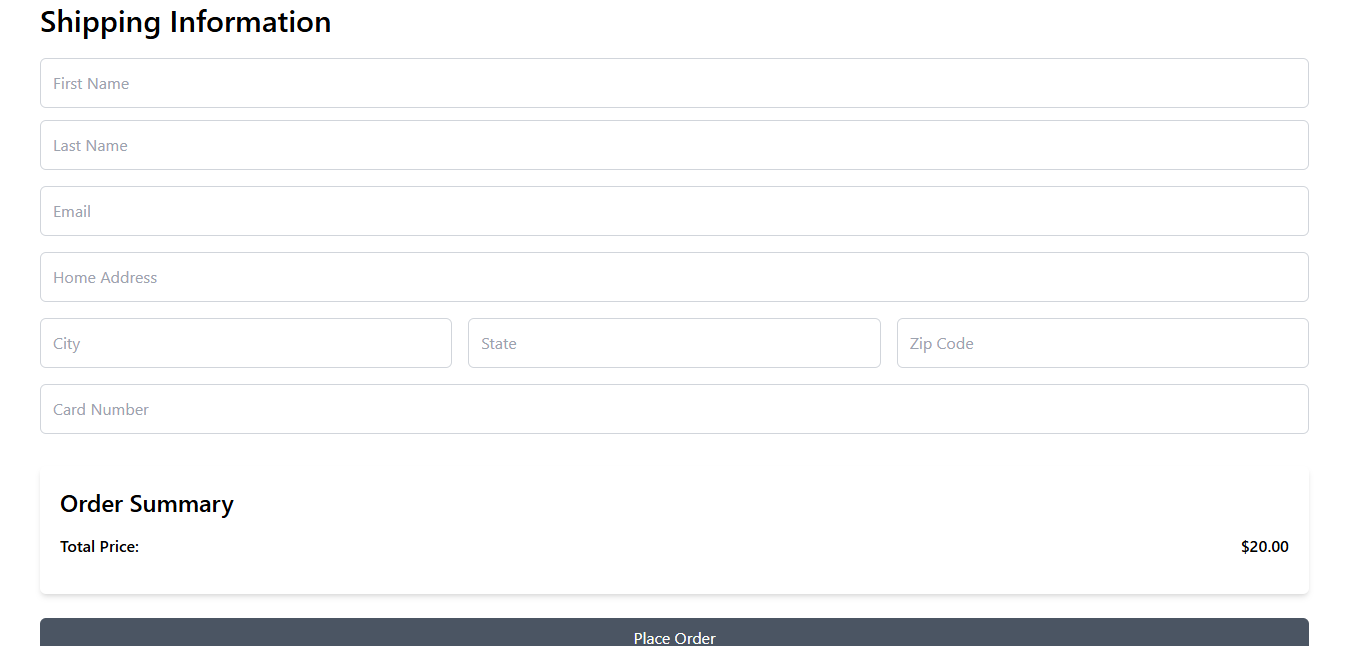 Shipping Information
First Name
Last Name
Email
Home Address
City State Zip Code
Card Number
Order Summary
Total Price: $20.00
Place Order